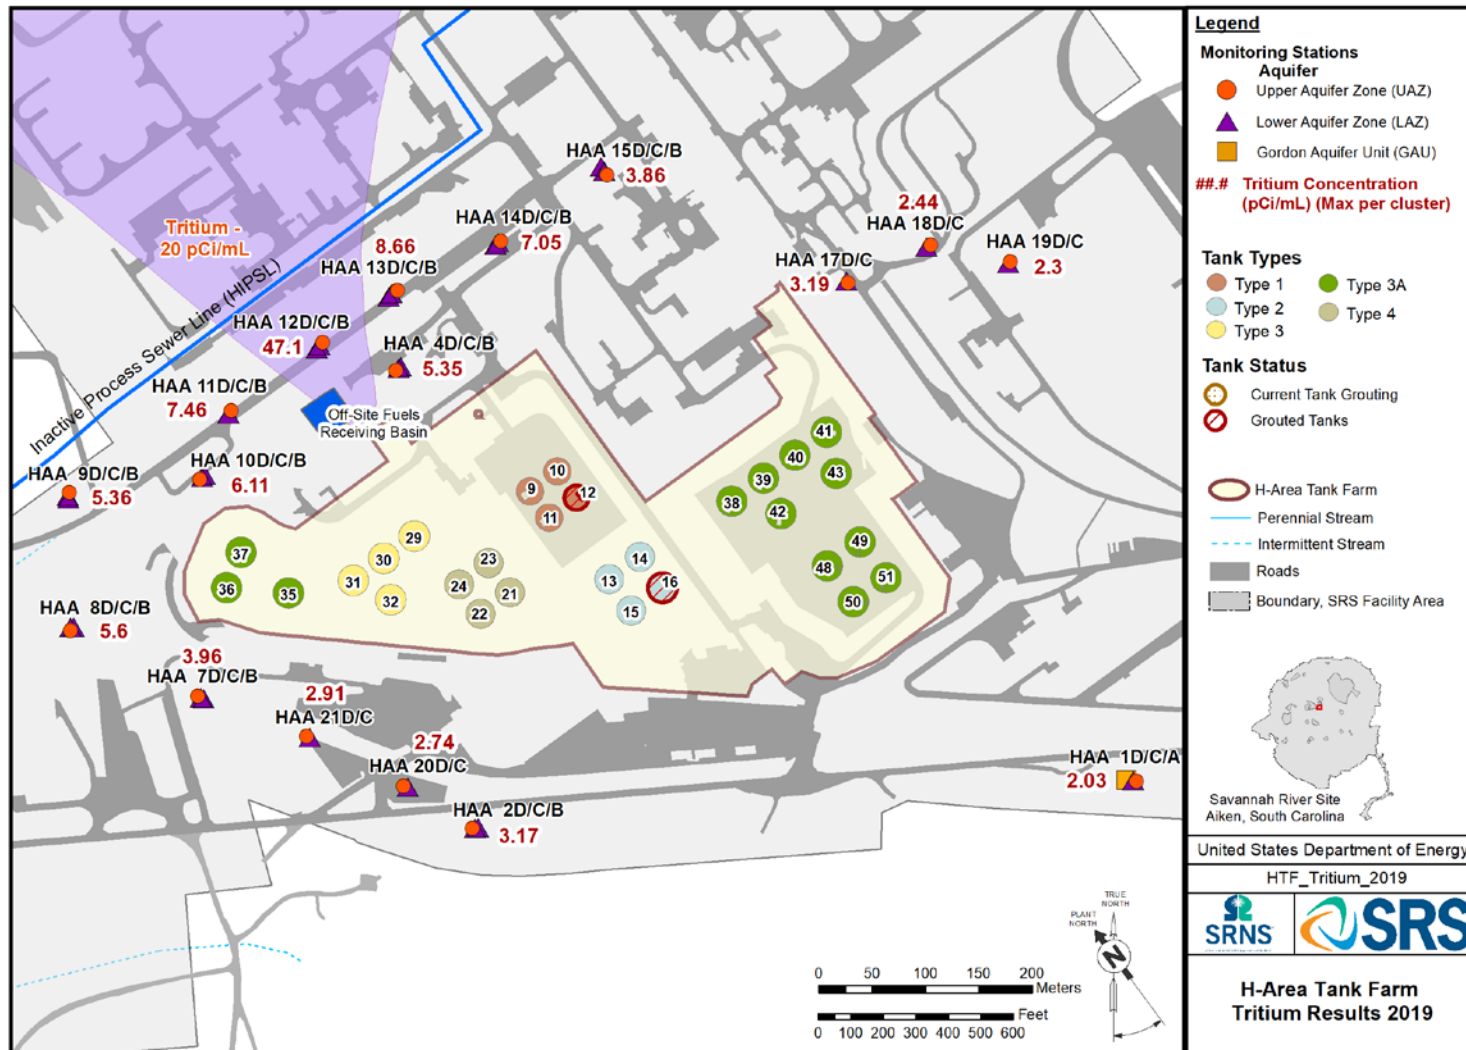 HAA 15D/C/B
3.86
HAA 14D/C/B
7.05
2.44
HAA 18D/C
HAA 19D/C
2.3
HAA 17D/C
3.19
Tritium -
20 pCi/mL
8.66
HAA 13D/C/B
Inactive Process Sewer Line (HIPSL)
HAA 12D/C/B
47.1
HAA 4D/C/B
5.35
HAA 11D/C/B
7.46
Off-Site Fuels
Receiving Basin
HAA 10D/C/B
6.11
HAA 9D/C/B
5.36
41
40
43
39
38
42
10
9
12
11
49
48
51
50
37
36
35
29
30
31
32
23
24
21
22
14
13
16
15
HAA 8D/C/B
5.6
3.96
HAA 7D/C/B
2.91
HAA 21D/C
2.74
HAA 20D/C
HAA 2D/C/B
3.17
HAA 1D/C/A
2.03
TRUE
NORTH
PLANT
NORTH
N
0 50 100 150 200
Meters
Feet
0 100 200 300 400 500 600
Legend
Monitoring Stations
Aquifer
Upper Aquifer Zone (UAZ)
Lower Aquifer Zone (LAZ)
Gordon Aquifer Unit (GAU)
##.# Tritium Concentration
(pCi/mL) (Max per cluster)
Tank Types
Type 1
Type 3A
Type 2
Type 4
Type 3
Tank Status
Current Tank Grouting
Grouted Tanks
H-Area Tank Farm
Perennial Stream
Intermittent Stream
Roads
Boundary, SRS Facility Area
Savannah River Site
Aiken, South Carolina
United States Department of Energy
HTF_Tritium_2019
SRNS
SRS
H-Area Tank Farm
Tritium Results 2019